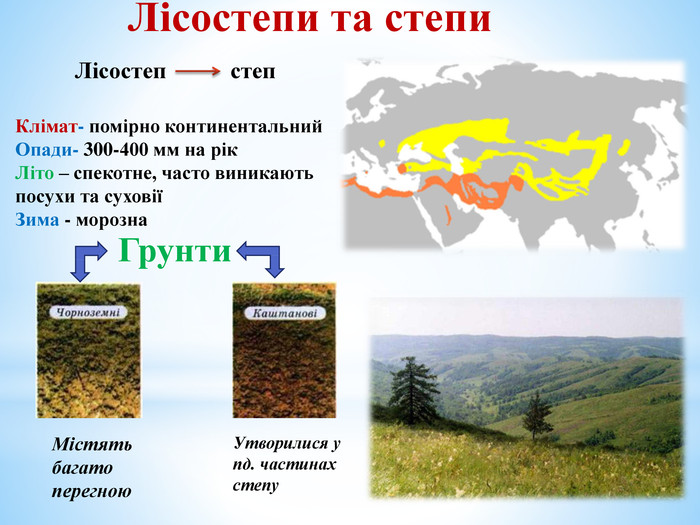 Лісостепи та степи
Лісостеп степ
Клімат- помірно континентальний
Опади- 300-400 мм на рік
Літо – спекотне, часто виникають
посухи та суховії
Зима - морозна
Грунти
Чорноземні
Каштанові
Містять
багато
перегною
Утворилися у
пд. частинах
степу